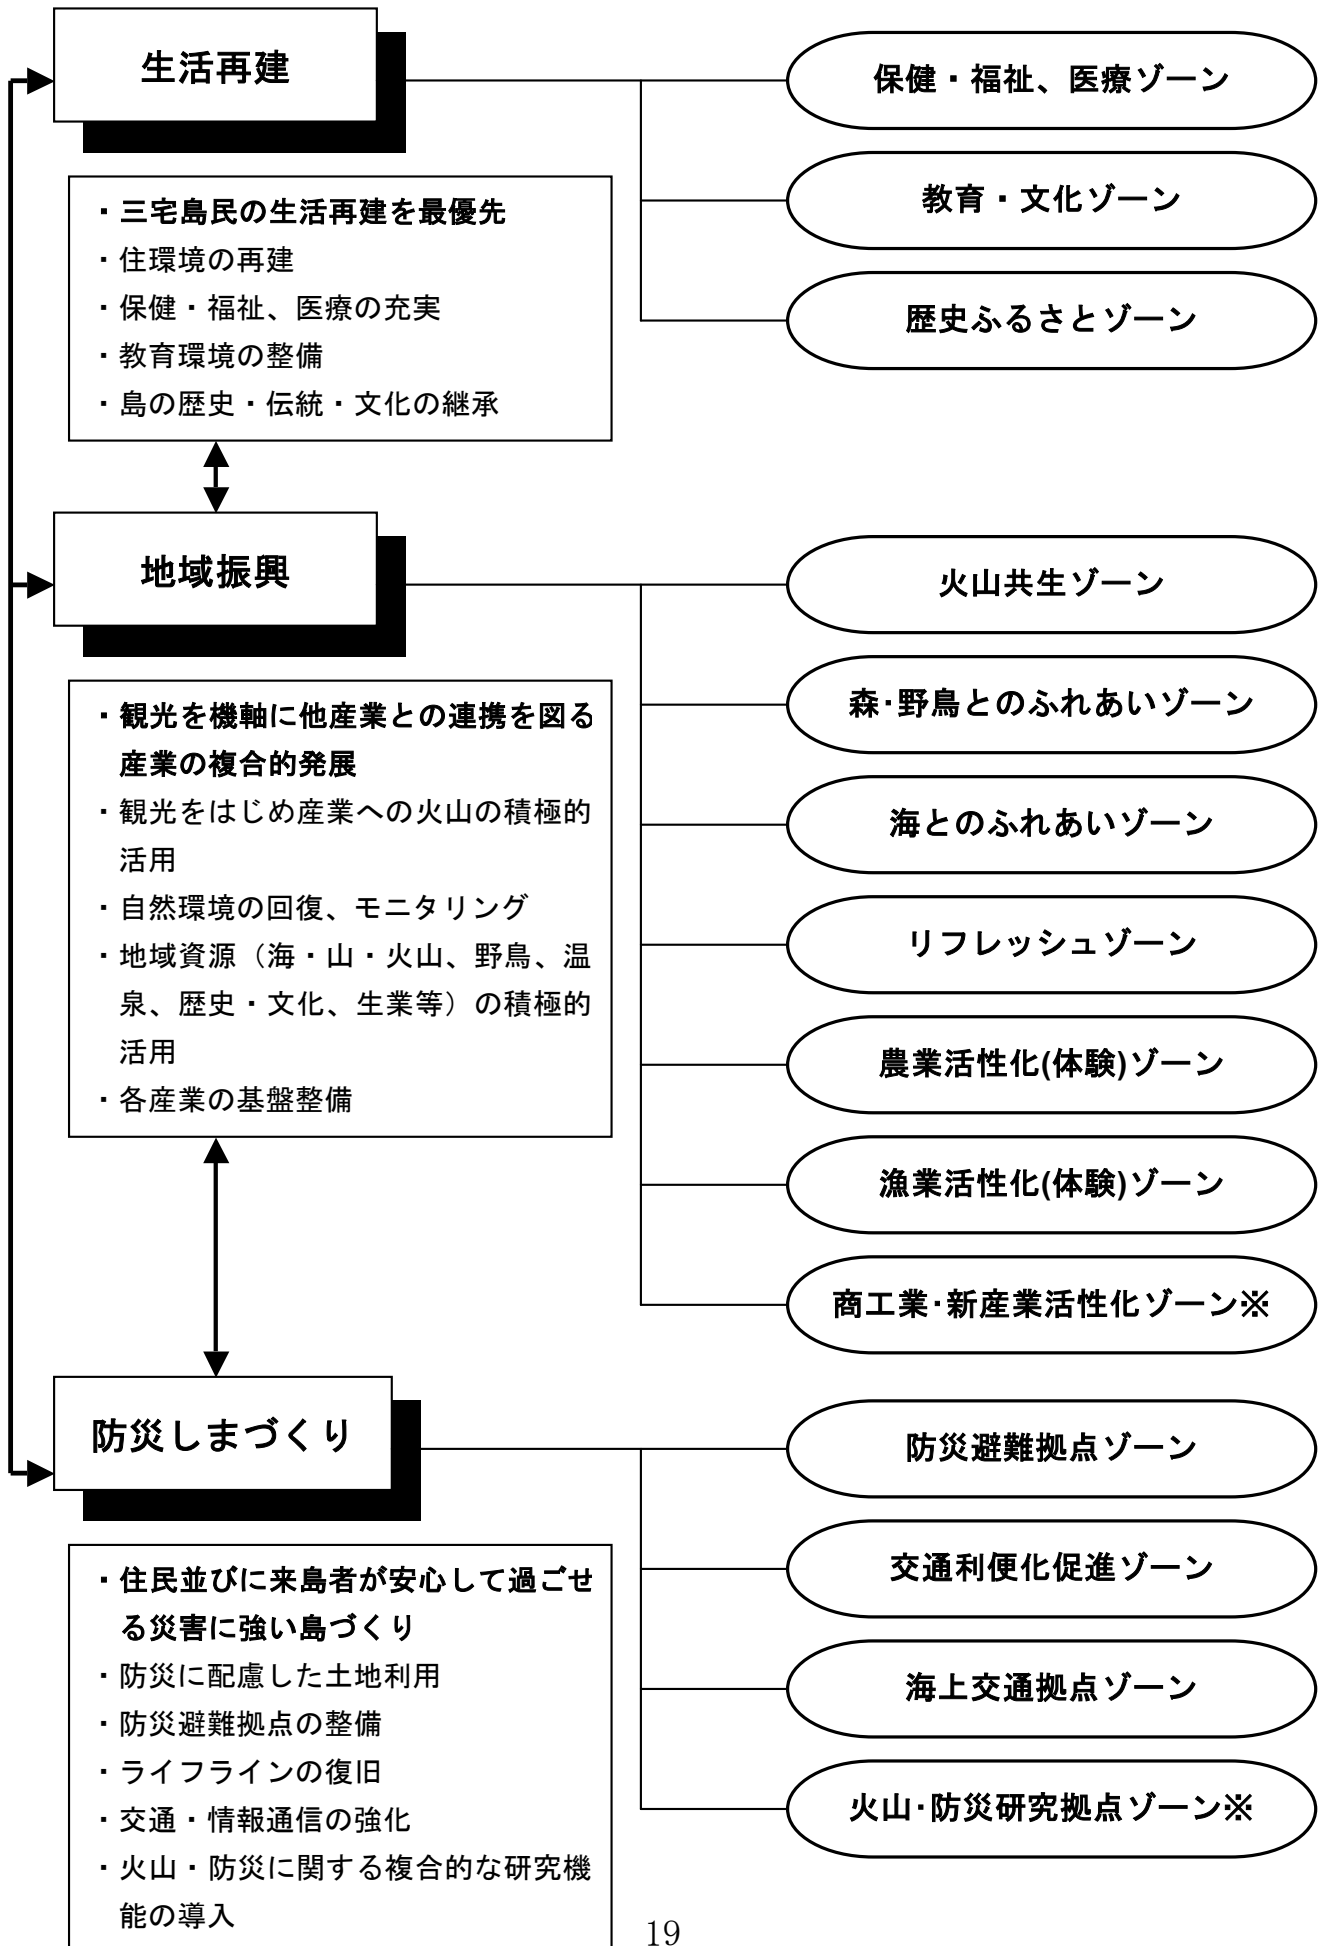 生活再建
保健・福祉、医療ゾーン
教育・文化ゾーン
歴史ふるさとゾーン
・三宅島民の生活再建を最優先
・住環境の再建
・保健・福祉、医療の充実
・教育環境の整備
・島の歴史・伝統・文化の継承
地域振興
火山共生ゾーン
森・野鳥とのふれあいゾーン
海とのふれあいゾーン
リフレッシュゾーン
農業活性化(体験)ゾーン
漁業活性化(体験)ゾーン
商工業・新産業活性化ゾーン※
・観光を機軸に他産業との連携を図る
産業の複合的発展
・観光をはじめ産業への火山の積極的
活用
・自然環境の回復、モニタリング
・地域資源（海・山・火山、野鳥、温
泉、歴史・文化、生業等）の積極的
活用
・各産業の基盤整備
防災しまづくり
防災避難拠点ゾーン
交通利便化促進ゾーン
海上交通拠点ゾーン
火山・防災研究拠点ゾーン※
・住民並びに来島者が安心して過ごせ
る災害に強い島づくり
・防災に配慮した土地利用
・防災避難拠点の整備
・ライフラインの復旧
・交通・情報通信の強化
・火山・防災に関する複合的な研究機
能の導入
19